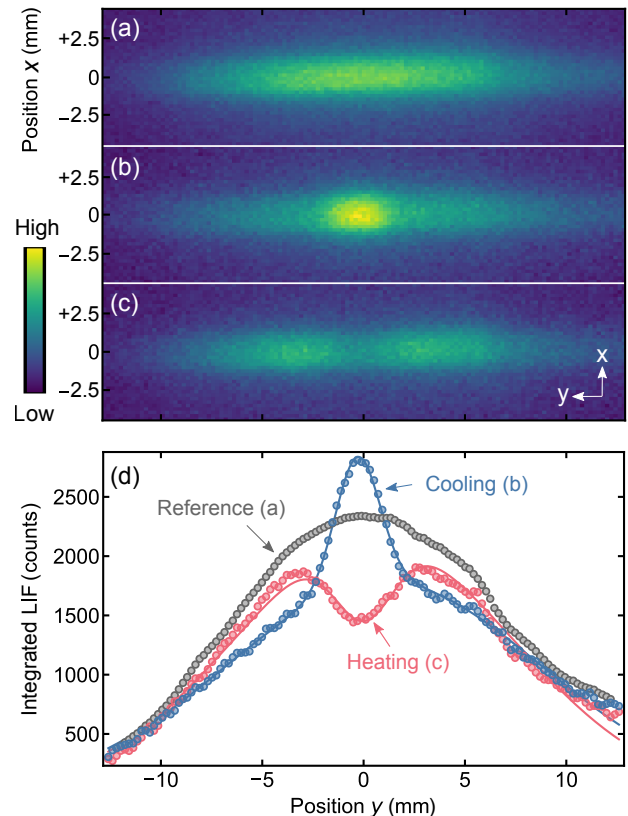 (a)
+2.5
0
−2.5
Position x (mm)
(b)
+2.5
0
−2.5
High
Low
(c)
+2.5
0
−2.5
x
y
(d)
Reference (a)
Cooling (b)
Heating (c)
2500
2000
1500
1000
500
Integrated LIF (counts)
−10
−5
0
5
10
Position y (mm)